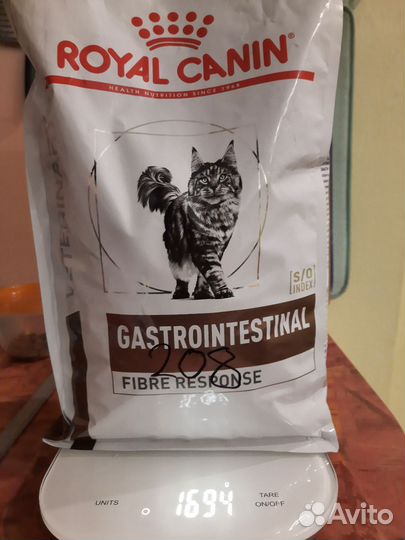 ROYAL CANIN
HEALTH NUTRITION SINCE 1968
VETERINARY
S/O
INDEX
GASTROINTESTINAL
208
FIBRE RESPONSE
UNITS
1694
TARE
ON/OFF
Avito